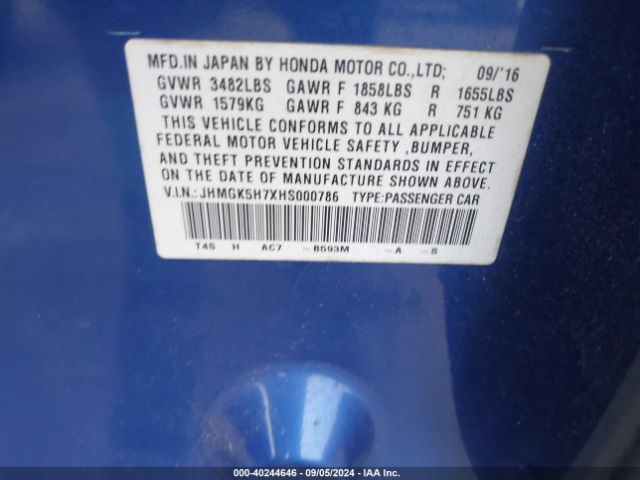 MFD.IN JAPAN BY HONDA MOTOR CO.,LTD; 09/'16
GVWR 3482LBS GAWR F 1858LBS R 1655LBS
GVWR 1579KG GAWR F 843 KG R 751 KG
THIS VEHICLE CONFORMS TO ALL APPLICABLE
FEDERAL MOTOR VEHICLE SAFETY ,BUMPER,
AND THEFT PREVENTION STANDARDS IN EFFECT
ON THE DATE OF MANUFACTURE SHOWN ABOVE.
V.I.N.:JHMGK5H7XHS000786 TYPE:PASSENGER CAR
T4S H AC7 -B593M -A -S
000-40244646 - 09/05/2024 - IAA Inc.